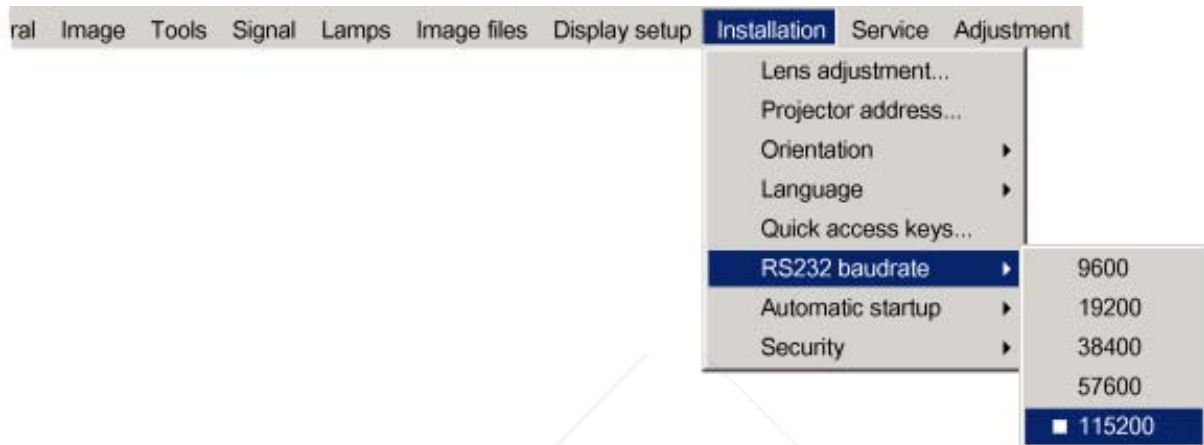 ral Image Tools Signal Lamps Image files Display setup Installation Service Adjustment
Lens adjustment...
Projector address...
Orientation
Language
Quick access keys...
RS232 baudrate
9600
Automatic startup
19200
Security
38400
57600
115200